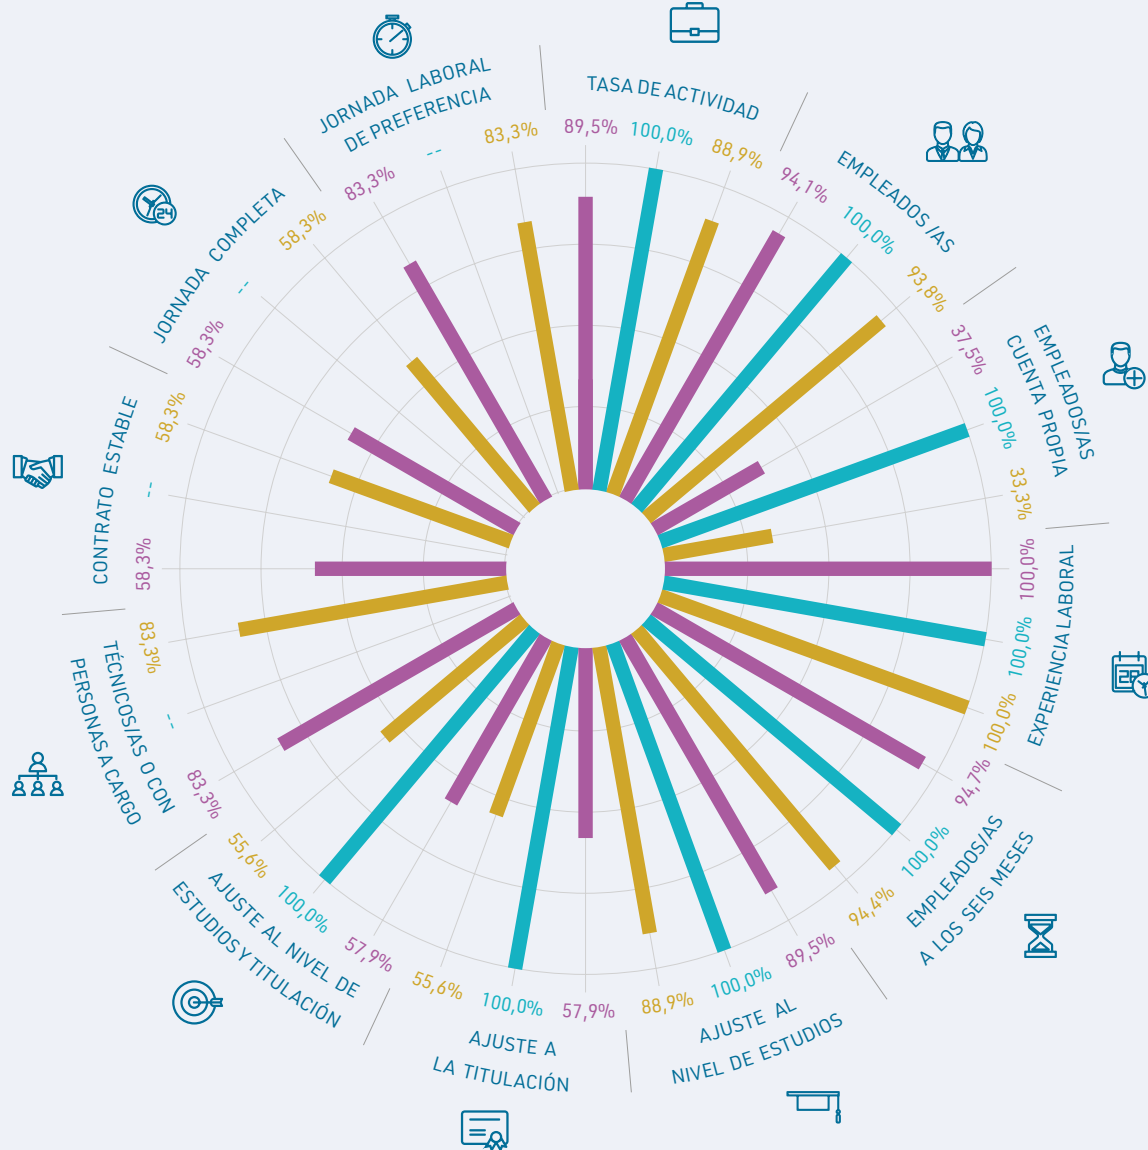 TASA DE ACTIVIDAD
89,5%
100,0%
88,9%
EMPLEADOS/AS
94,1%
100,0%
93,8%
EMPLEADOS/AS
CUENTA PROPIA
37,5%
100,0%
33,3%
EXPERIENCIA LABORAL
100,0%
100,0%
100,0%
EMPLEADOS/AS
A LOS SEIS MESES
94,7%
100,0%
94,4%
AJUSTE AL
NIVEL DE ESTUDIOS
89,5%
100,0%
88,9%
AJUSTE A
LA TITULACIÓN
57,9%
100,0%
55,6%
AJUSTE AL NIVEL DE
ESTUDIOS Y TITULACIÓN
57,9%
100,0%
55,6%
TÉCNICOS/AS O CON
PERSONAS A CARGO
83,3%
--
83,3%
CONTRATO ESTABLE
58,3%
--
58,3%
JORNADA COMPLETA
58,3%
--
58,3%
24
JORNADA LABORAL
DE PREFERENCIA
83,3%
--
83,3%